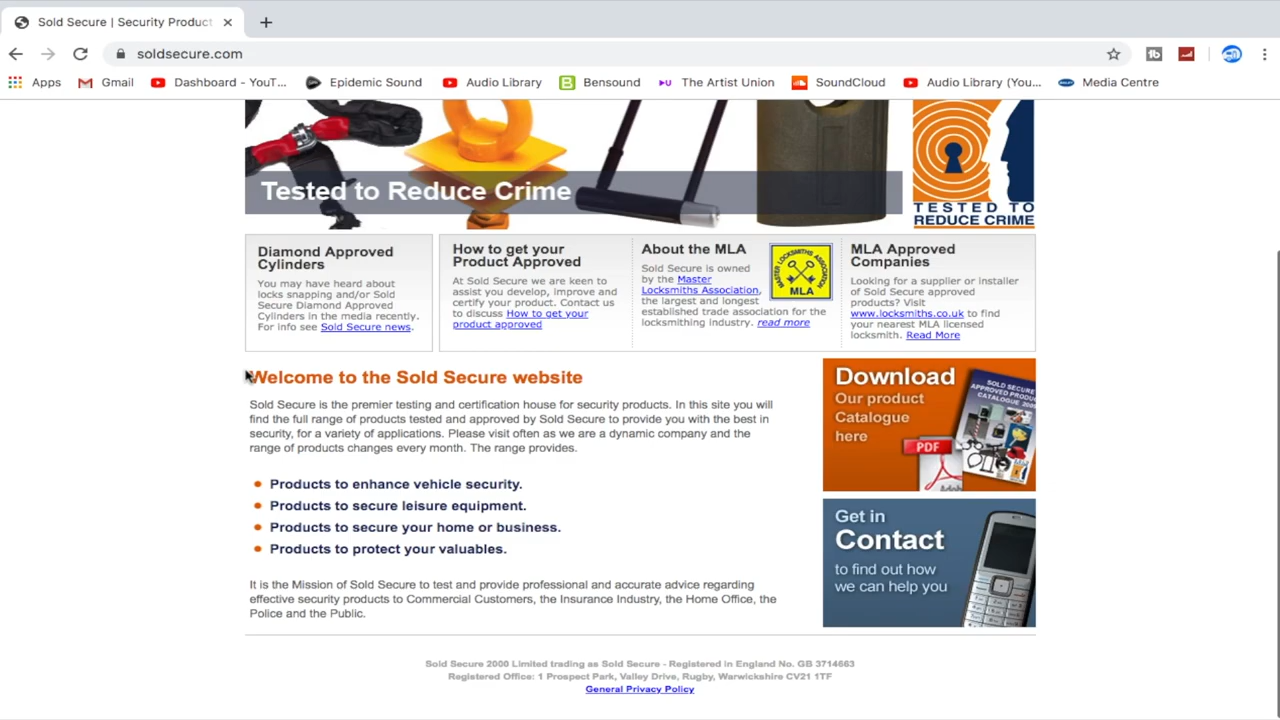 Sold Secure | Security Product
soldsecure.com
Apps
Gmail
Dashboard - YouT...
Epidemic Sound
Audio Library
Bensound
The Artist Union
SoundCloud
Audio Library (You...
Media Centre
Tested to Reduce Crime
TESTED TO
REDUCE CRIME
Diamond Approved
Cylinders
You may have heard about
locks snapping and/or Sold
Secure Diamond Approved
Cylinders in the media recently.
For info see Sold Secure news.
How to get your
Product Approved
At Sold Secure we are keen to
assist you develop, improve and
certify your product. Contact us
to discuss How to get your
product approved
About the MLA
Sold Secure is owned
by the Master
Locksmiths Association,
the largest and longest
established trade association for the
locksmithing industry. read more
MASTER LOCKSMITHS ASSOCIATION
MLA
MLA Approved
Companies
Looking for a supplier or installer
of Sold Secure approved
products? Visit
www.locksmiths.co.uk to find
your nearest MLA licensed
locksmith. Read More
Welcome to the Sold Secure website
Sold Secure is the premier testing and certification house for security products. In this site you will
find the full range of products tested and approved by Sold Secure to provide you with the best in
security, for a variety of applications. Please visit often as we are a dynamic company and the
range of products changes every month. The range provides.
Products to enhance vehicle security.
Products to secure leisure equipment.
Products to secure your home or business.
Products to protect your valuables.
It is the Mission of Sold Secure to test and provide professional and accurate advice regarding
effective security products to Commercial Customers, the Insurance Industry, the Home Office, the
Police and the Public.
Download
Our product
Catalogue
here
PDF
SOLD SECURE
APPROVED PRODUCT
Get in
Contact
to find out how
we can help you
Sold Secure 2000 Limited trading as Sold Secure - Registered in England No. GB 3714663
Registered Office: 1 Prospect Park, Valley Drive, Rugby, Warwickshire CV21 1TF
General Privacy Policy